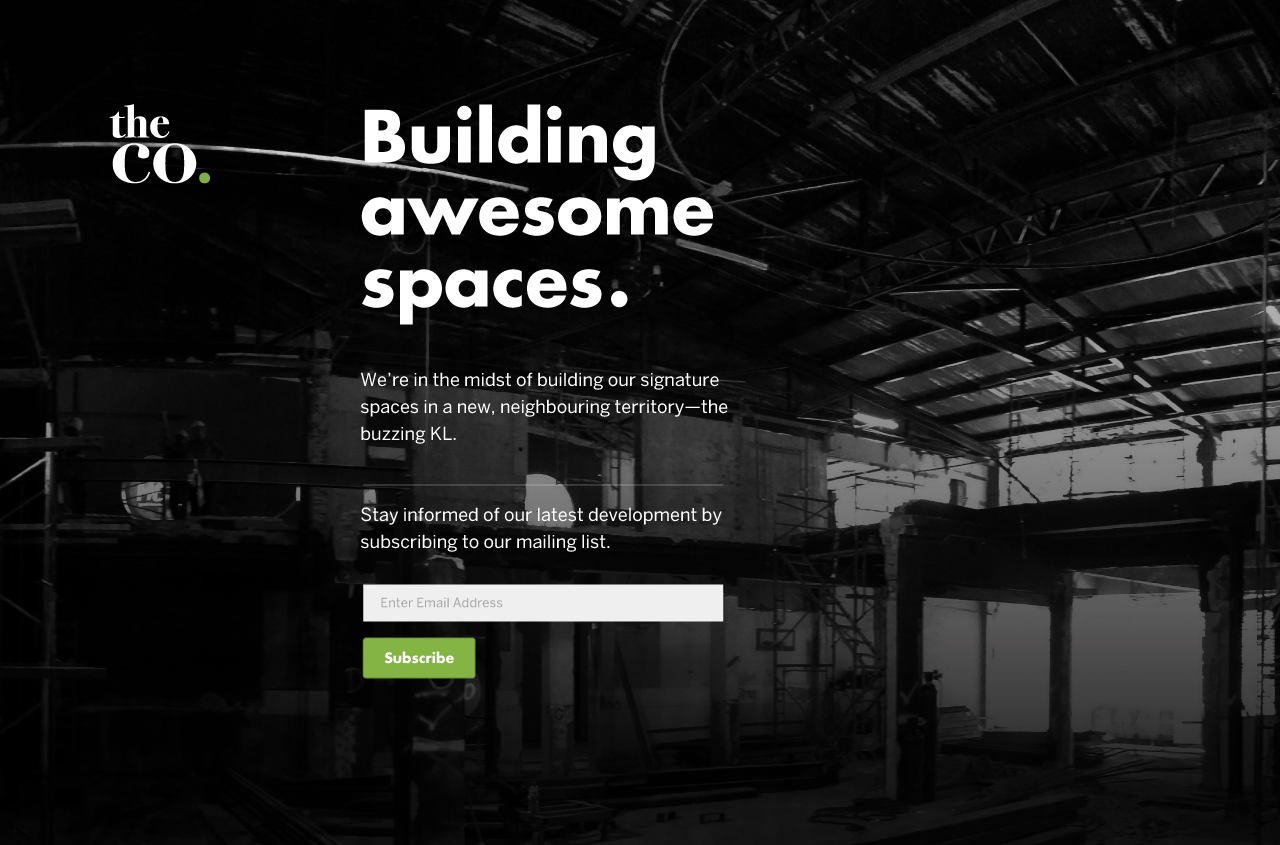 the
co.
Building
awesome
spaces.
We're in the midst of building our signature
spaces in a new, neighbouring territory—the
buzzing KL.
Stay informed of our latest development by
subscribing to our mailing list.
Enter Email Address
Subscribe